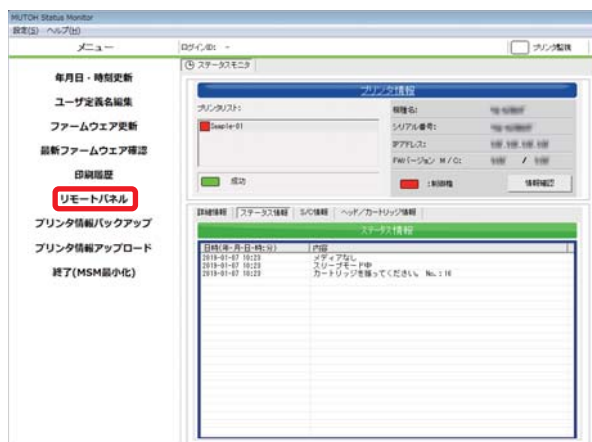 MUTOH Status Monitor
設定(S) ヘルプ(H)
メニュー
ログインID: -
プリンタ監視
ステータスモニタ
年月日・時刻更新
ユーザ定義名編集
ファームウェア更新
最新ファームウェア確認
印刷履歴
リモートパネル
プリンタ情報バックアップ
プリンタ情報アップロード
終了(MSM最小化)
プリンタ情報
プリンタリスト:
Sample-01
成功
機種名:
シリアル番号:
IPアドレス:
FWバージョン M / C:
/
:制御権
情報確認
詳細情報 ステータス情報 S/C情報 ヘッド/カートリッジ情報
ステータス情報
日時(年-月-日-時:分) 内容
2019-01-07 10:23 メディアなし
2019-01-07 10:23 スリープモード中
2019-01-07 10:23 カートリッジを振ってください。 No.:16